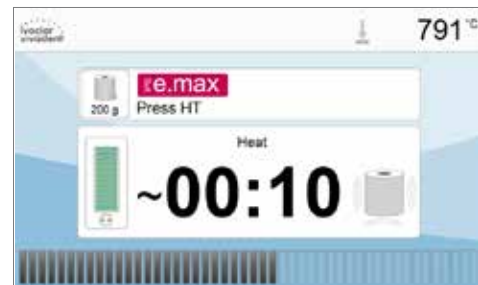 ivoclar
vivadent
791 °C
e.max
200 g
Press HT
Heat
~00:10